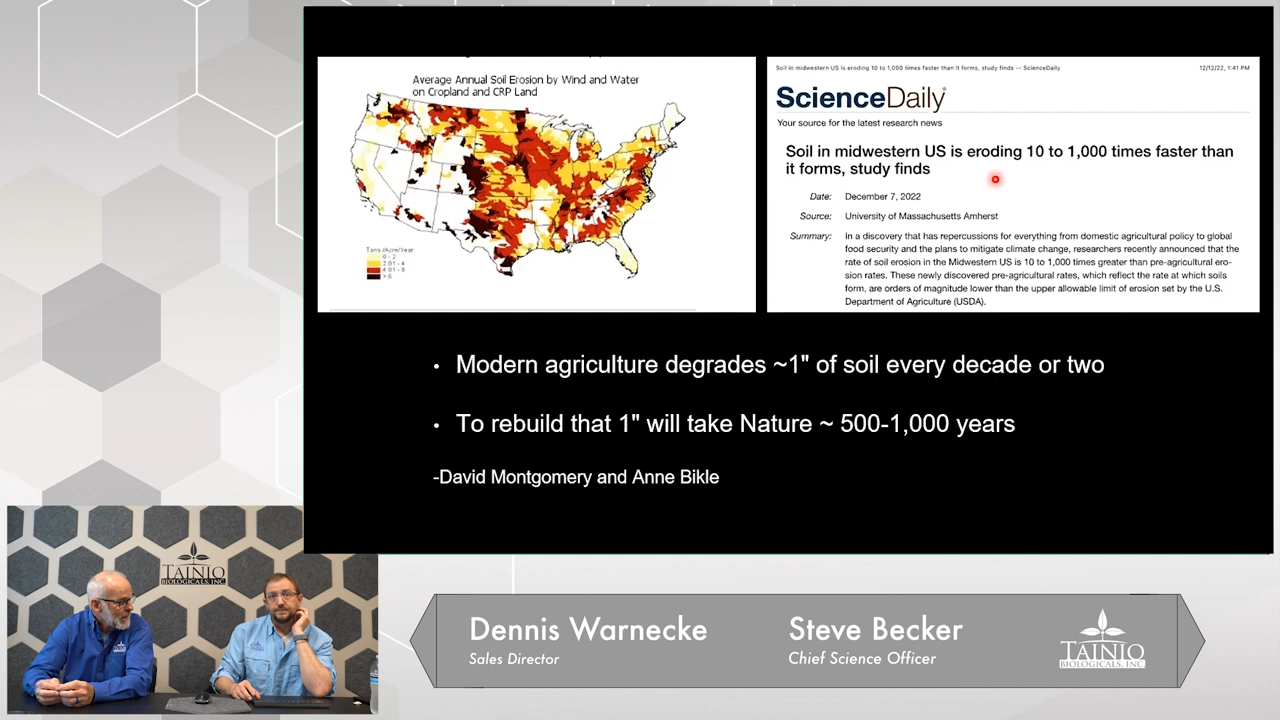 Average Annual Soil Erosion by Wind and Water
on Cropland and CRP Land
Tons/Acre/Year
0 - 2
2.01 - 4
4.01 - 6
> 6
Soil in midwestern US is eroding 10 to 1,000 times faster than it forms, study finds -- ScienceDaily
12/12/22, 1:41 PM
ScienceDaily
Your source for the latest research news
Soil in midwestern US is eroding 10 to 1,000 times faster than
it forms, study finds
Date: December 7, 2022
Source: University of Massachusetts Amherst
Summary: In a discovery that has repercussions for everything from domestic agricultural policy to global
food security and the plans to mitigate climate change, researchers recently announced that the
rate of soil erosion in the Midwestern US is 10 to 1,000 times greater than pre-agricultural ero-
sion rates. These newly discovered pre-agricultural rates, which reflect the rate at which soils
form, are orders of magnitude lower than the upper allowable limit of erosion set by the U.S.
Department of Agriculture (USDA).
• Modern agriculture degrades ~1" of soil every decade or two
• To rebuild that 1" will take Nature ~ 500-1,000 years
-David Montgomery and Anne Bikle
TAINIO
BIOLOGICALS, INC
Dennis Warnecke
Sales Director
Steve Becker
Chief Science Officer
TAINIO
BIOLOGICALS, INC